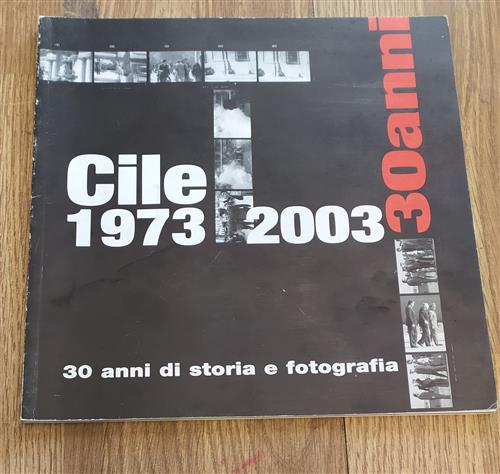 Cile
1973 2003
30anni
30 anni di storia e fotografia